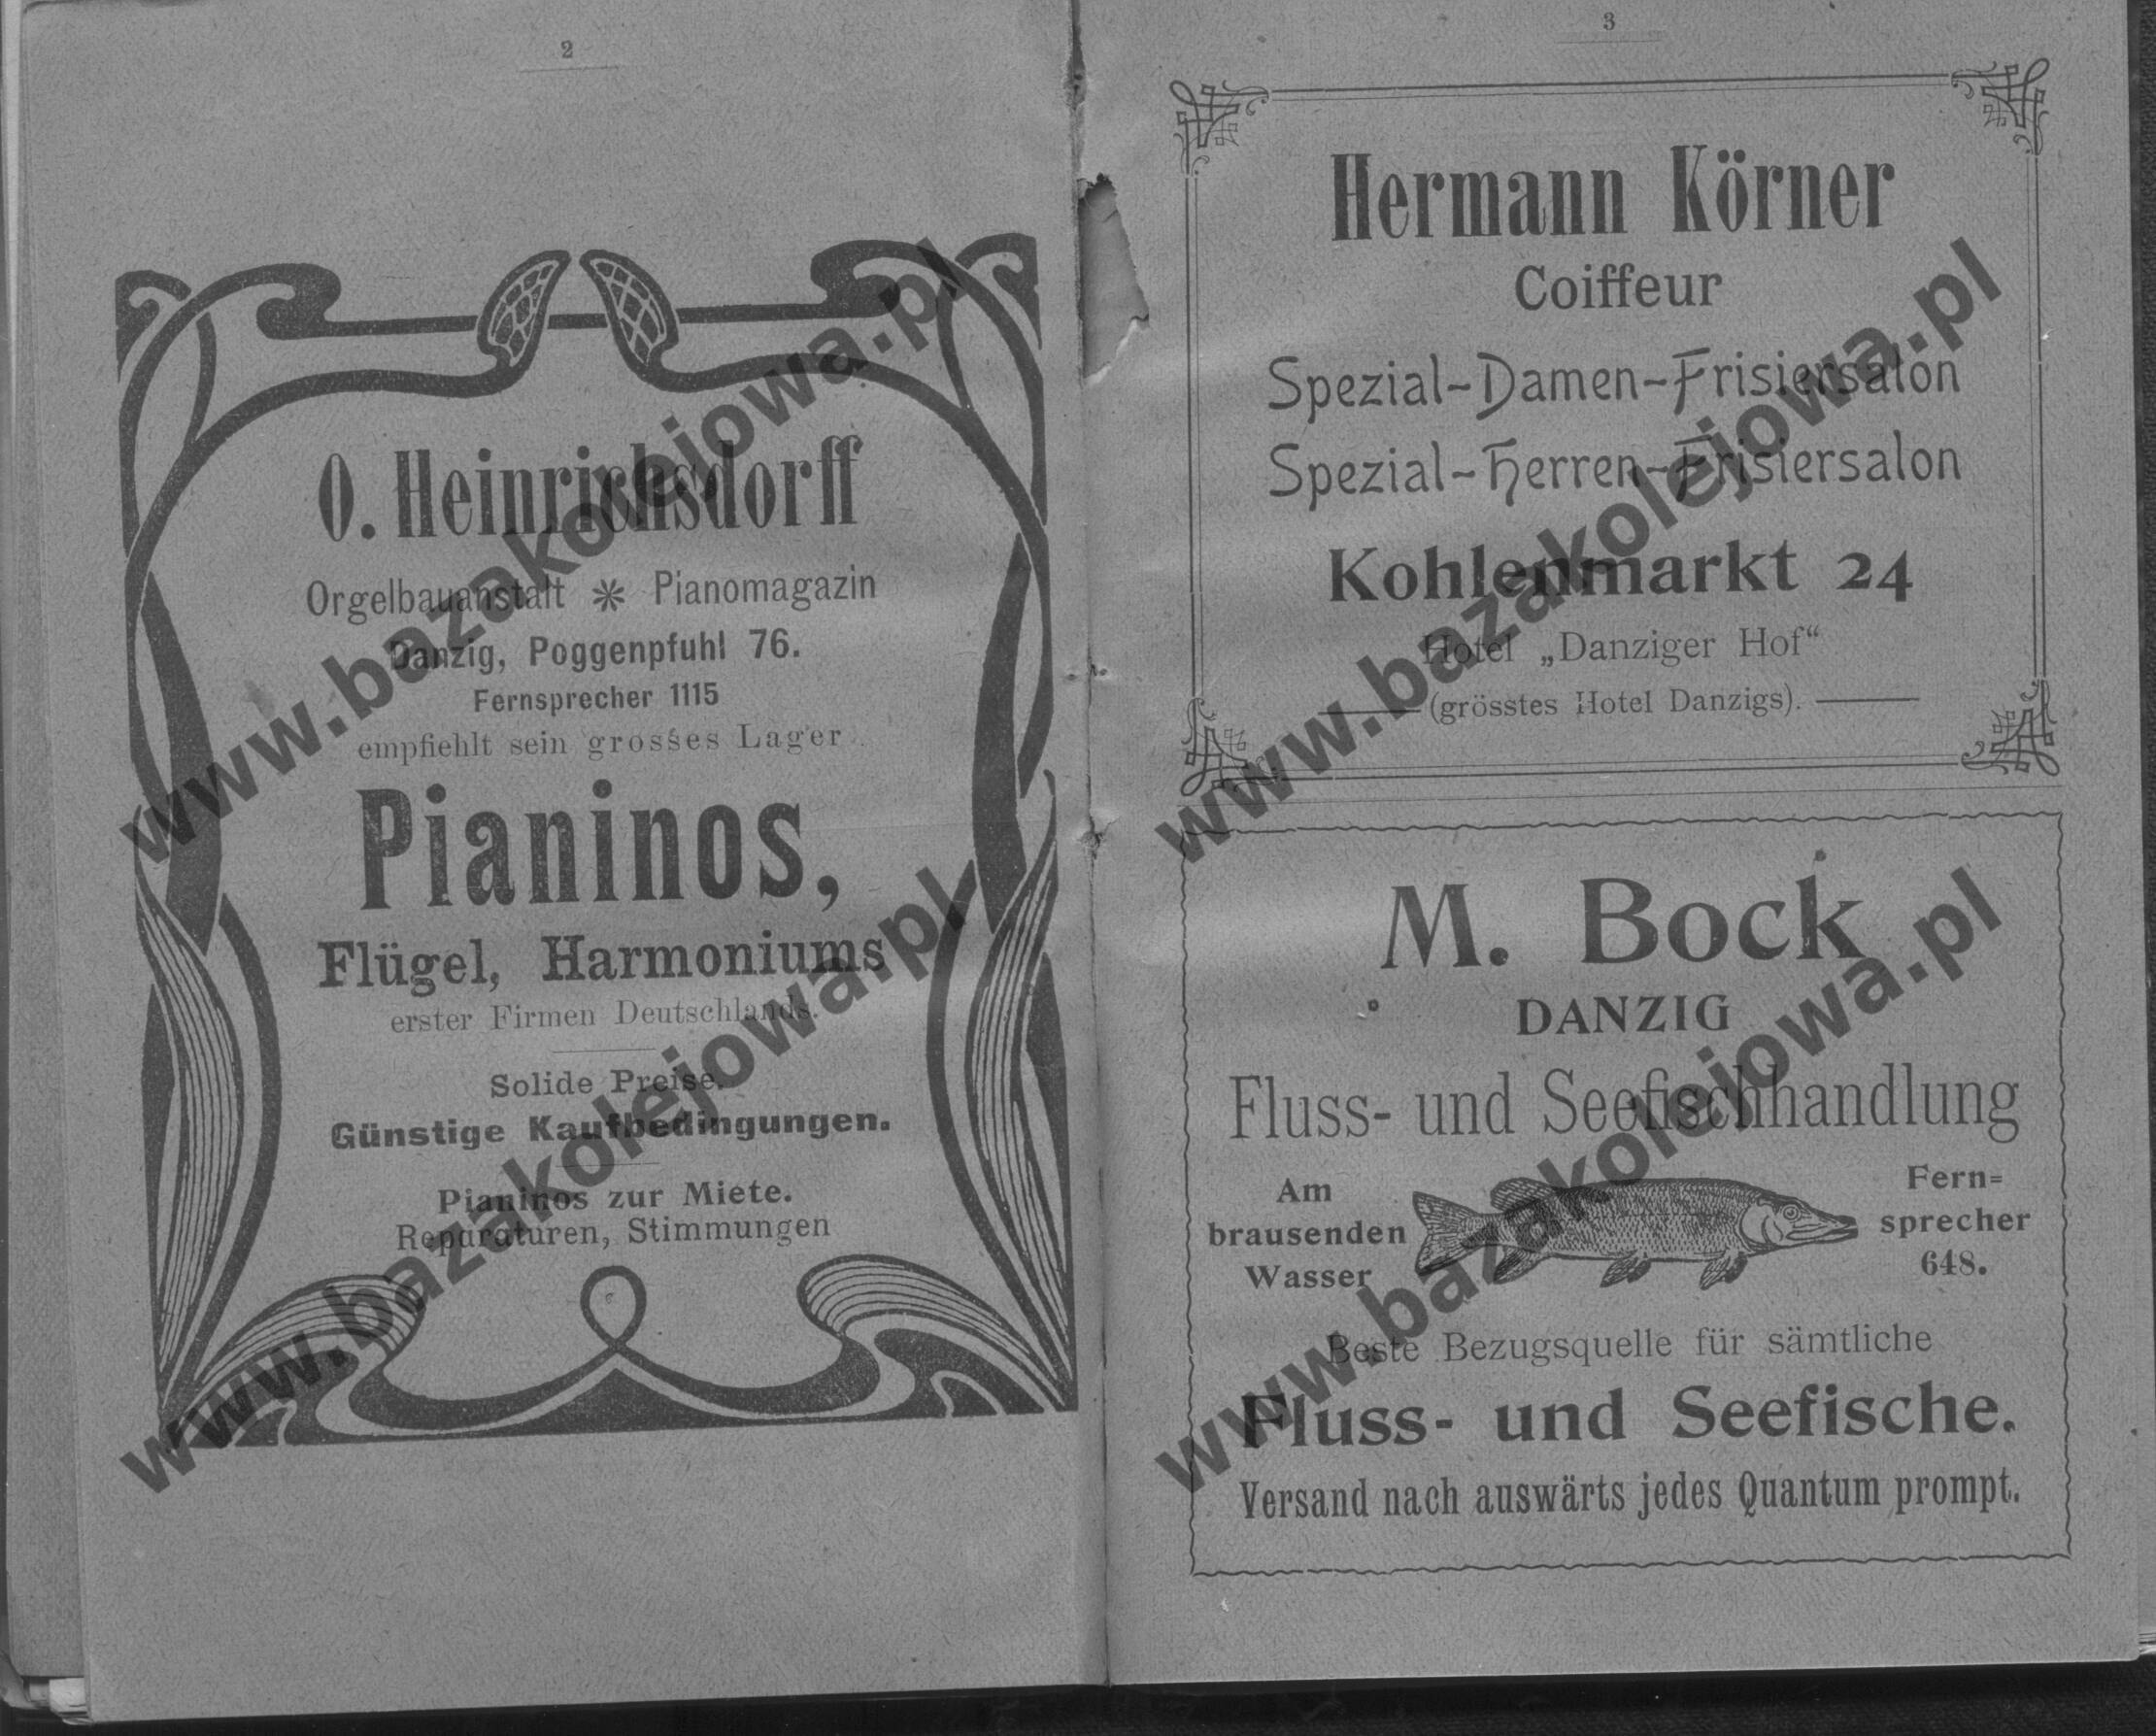 2
O. Heinrichsdorff
Orgelbauanstalt * Pianomagazin
Danzig, Poggenpfuhl 76.
Fernsprecher 1115
empfiehlt sein grosses Lager
Pianinos,
Flügel, Harmoniums
erster Firmen Deutschlands.
Solide Preise.
Günstige Kaufbedingungen.
Pianinos zur Miete.
Reparaturen, Stimmungen
www.bazakolejowa.pl
www.bazakolejowa.pl
3
Hermann Körner
Coiffeur
Spezial-Damen-Frisiersalon
Spezial-Herren-Frisiersalon
Kohlenmarkt 24
Hotel „Danziger Hof“
(grösstes Hotel Danzigs).
M. Bock
DANZIG
Fluss- und Seefischhandlung
Am
brausenden
Wasser
Fern=
sprecher
648.
Beste Bezugsquelle für sämtliche
Fluss- und Seefische.
Versand nach auswärts jedes Quantum prompt.
www.bazakolejowa.pl
www.bazakolejowa.pl